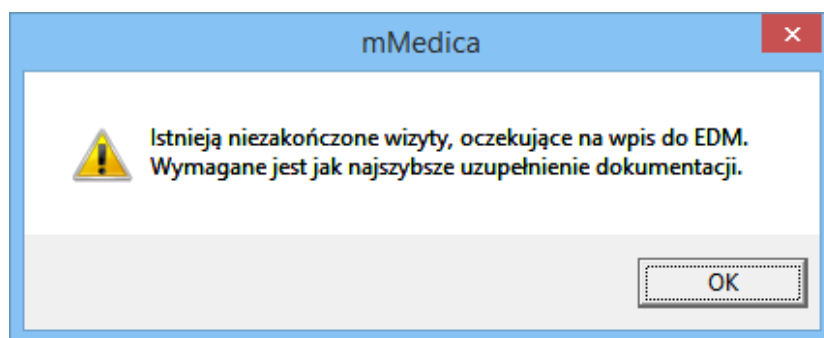 mMedica
Istnieją niezakończone wizyty, oczekujące na wpis do EDM.
Wymagane jest jak najszybsze uzupełnienie dokumentacji.
OK